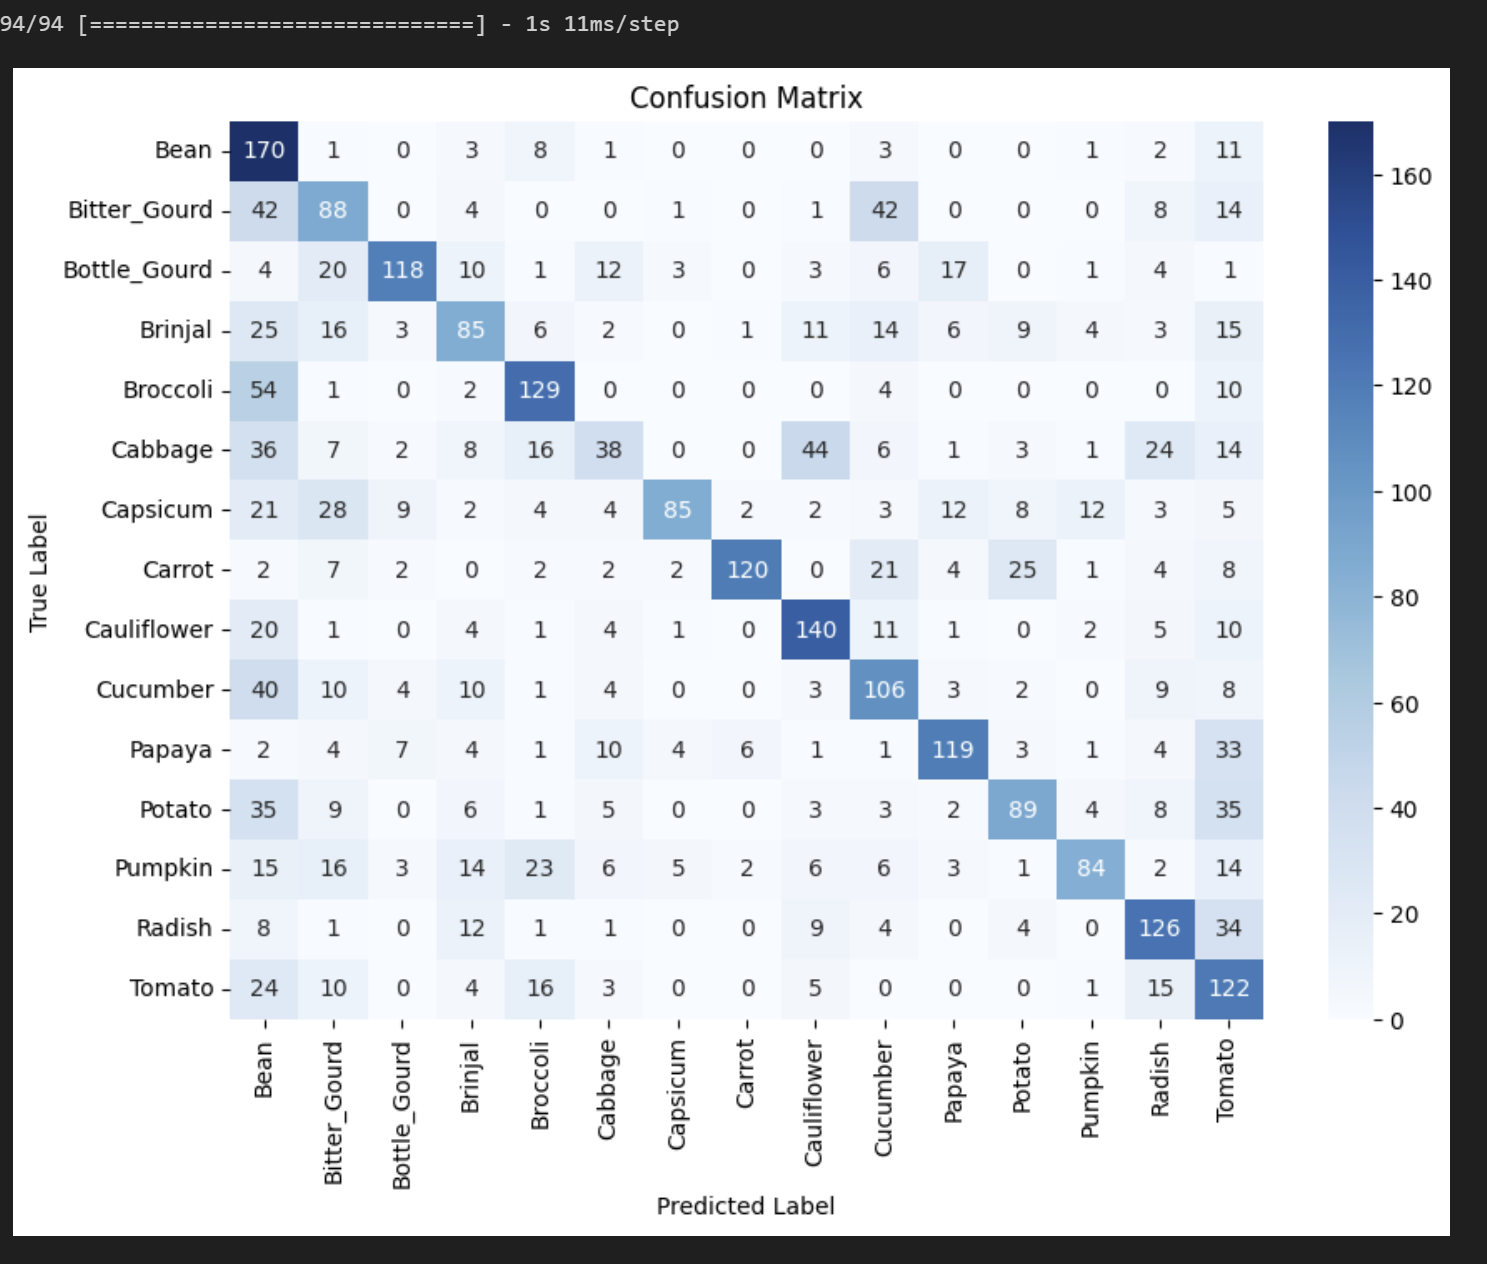 94/94 [==============================] - 1s 11ms/step
Confusion Matrix
Bean 170 1 0 3 8 1 0 0 0 3 0 0 1 2 11
Bitter_Gourd 42 88 0 4 0 0 1 0 1 42 0 0 0 8 14
Bottle_Gourd 4 20 118 10 1 12 3 0 3 6 17 0 1 4 1
Brinjal 25 16 3 85 6 2 0 1 11 14 6 9 4 3 15
Broccoli 54 1 0 2 129 0 0 0 0 4 0 0 0 0 10
Cabbage 36 7 2 8 16 38 0 0 44 6 1 3 1 24 14
Capsicum 21 28 9 2 4 4 85 2 2 3 12 8 12 3 5
Carrot 2 7 2 0 2 2 2 120 0 21 4 25 1 4 8
Cauliflower 20 1 0 4 1 4 1 0 140 11 1 0 2 5 10
Cucumber 40 10 4 10 1 4 0 0 3 106 3 2 0 9 8
Papaya 2 4 7 4 1 10 4 6 1 1 119 3 1 4 33
Potato 35 9 0 6 1 5 0 0 3 3 2 89 4 8 35
Pumpkin 15 16 3 14 23 6 5 2 6 6 3 1 84 2 14
Radish 8 1 0 12 1 1 0 0 9 4 0 4 0 126 34
Tomato 24 10 0 4 16 3 0 0 5 0 0 0 1 15 122
True Label
Bean Bitter_Gourd Bottle_Gourd Brinjal Broccoli Cabbage Capsicum Carrot Cauliflower Cucumber Papaya Potato Pumpkin Radish Tomato
Predicted Label
160
140
120
100
80
60
40
20
0